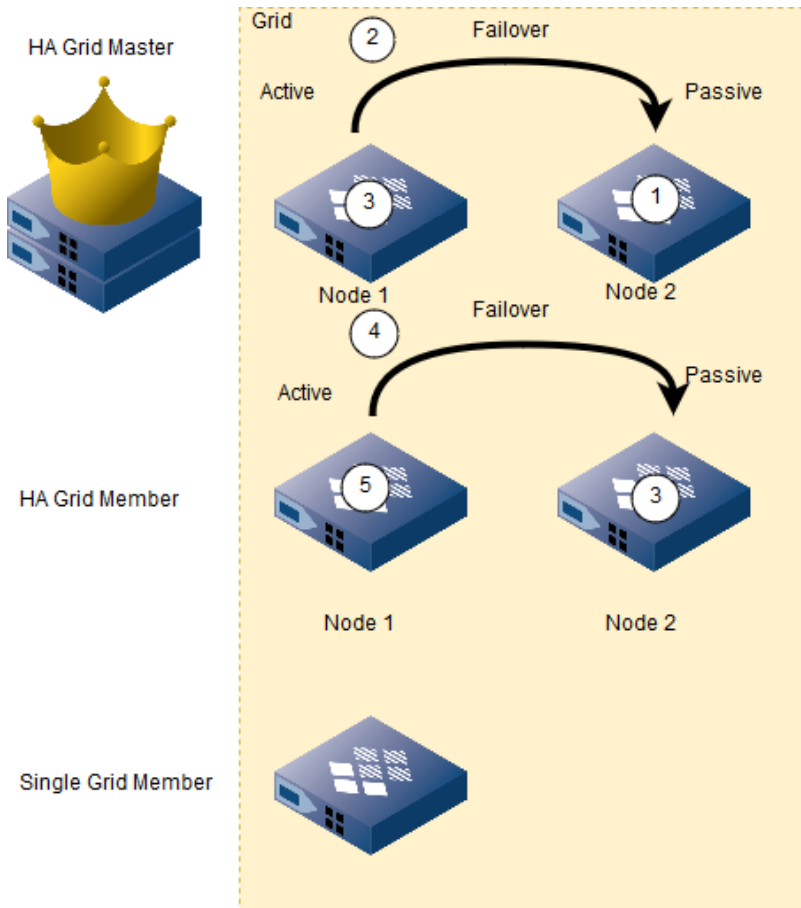 Grid
2
Failover
HA Grid Master
Active
Passive
3
1
Node 1
Node 2
4
Failover
Active
Passive
HA Grid Member
5
3
Node 1
Node 2
Single Grid Member